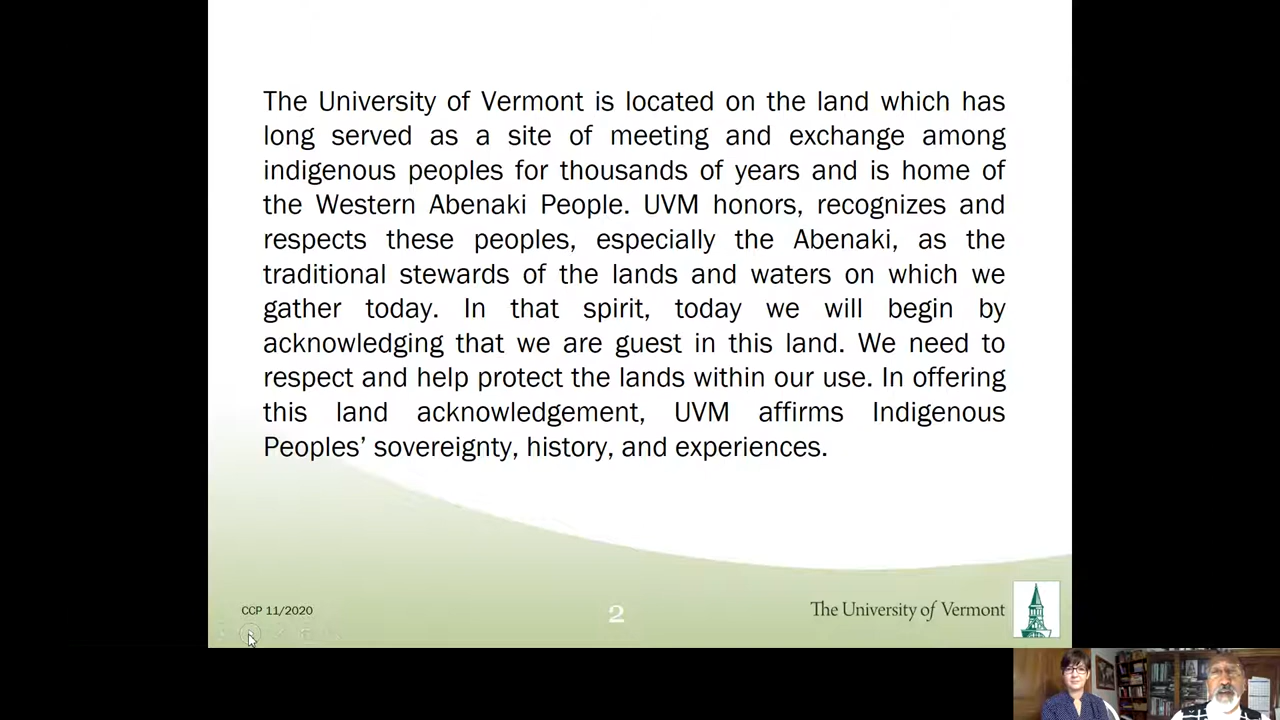 The University of Vermont is located on the land which has
long served as a site of meeting and exchange among
indigenous peoples for thousands of years and is home of
the Western Abenaki People. UVM honors, recognizes and
respects these peoples, especially the Abenaki, as the
traditional stewards of the lands and waters on which we
gather today. In that spirit, today we will begin by
acknowledging that we are guest in this land. We need to
respect and help protect the lands within our use. In offering
this land acknowledgement, UVM affirms Indigenous
Peoples’ sovereignty, history, and experiences.
CCP 11/2020
2
The University of Vermont